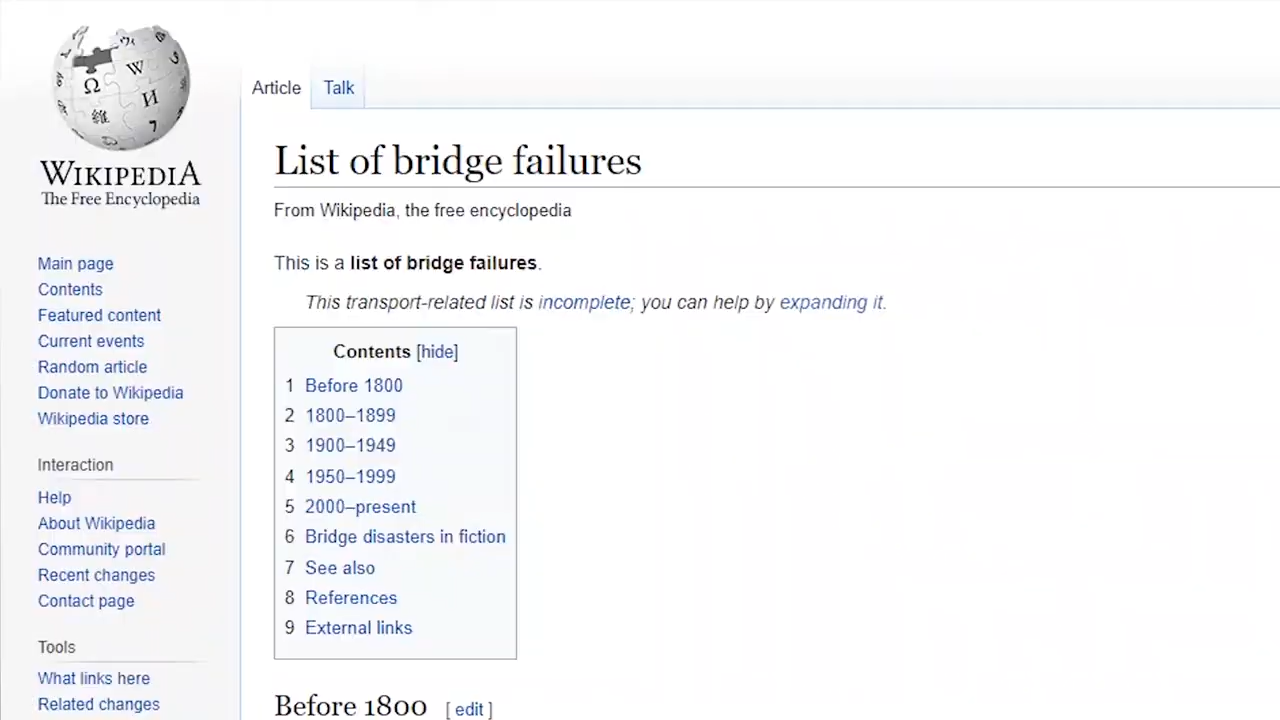 WIKIPEDIA
The Free Encyclopedia
Main page
Contents
Featured content
Current events
Random article
Donate to Wikipedia
Wikipedia store
Interaction
Help
About Wikipedia
Community portal
Recent changes
Contact page
Tools
What links here
Related changes
Article Talk
List of bridge failures
From Wikipedia, the free encyclopedia
This is a list of bridge failures.
This transport-related list is incomplete; you can help by expanding it.
Contents [hide]
1 Before 1800
2 1800–1899
3 1900–1949
4 1950–1999
5 2000–present
6 Bridge disasters in fiction
7 See also
8 References
9 External links
Before 1800 [ edit ]